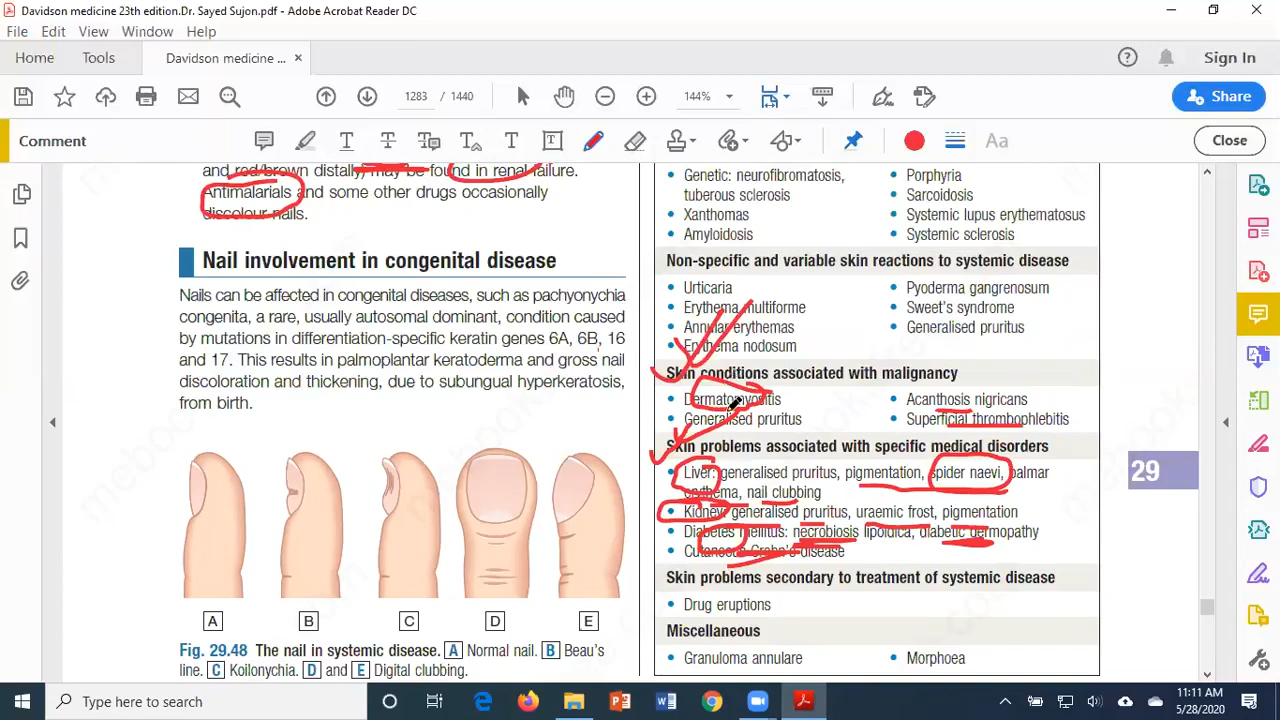 Davidson medicine 23th edition.Dr. Sayed Sujon.pdf - Adobe Acrobat Reader DC
File Edit View Window Help
Home Tools Davidson medicine ... × Sign In
1283 / 1440 144% Share
Comment Close
and red/brown distally, may be found in renal failure.
Antimalarials and some other drugs occasionally
discolour nails.
Nail involvement in congenital disease
Nails can be affected in congenital diseases, such as pachyonychia
congenita, a rare, usually autosomal dominant, condition caused
by mutations in differentiation-specific keratin genes 6A, 6B, 16
and 17. This results in palmoplantar keratoderma and gross nail
discoloration and thickening, due to subungual hyperkeratosis,
from birth.
A B C D E
Fig. 29.48 The nail in systemic disease. A Normal nail. B Beau's
line. C Koilonychia. D and E Digital clubbing.
• Genetic: neurofibromatosis,
tuberous sclerosis
• Xanthomas
• Amyloidosis
• Porphyria
• Sarcoidosis
• Systemic lupus erythematosus
• Systemic sclerosis
Non-specific and variable skin reactions to systemic disease
• Urticaria
• Erythema multiforme
• Annular erythemas
• Erythema nodosum
• Pyoderma gangrenosum
• Sweet's syndrome
• Generalised pruritus
Skin conditions associated with malignancy
• Dermatomyositis
• Generalised pruritus
• Acanthosis nigricans
• Superficial thrombophlebitis
Skin problems associated with specific medical disorders
• Liver: generalised pruritus, pigmentation, spider naevi, palmar
erythema, nail clubbing
• Kidney: generalised pruritus, uraemic frost, pigmentation
• Diabetes mellitus: necrobiosis lipoidica, diabetic dermopathy
• Cutaneous Crohn's disease
Skin problems secondary to treatment of systemic disease
• Drug eruptions
Miscellaneous
• Granuloma annulare
• Morphoea
29
Type here to search
11:11 AM
5/28/2020